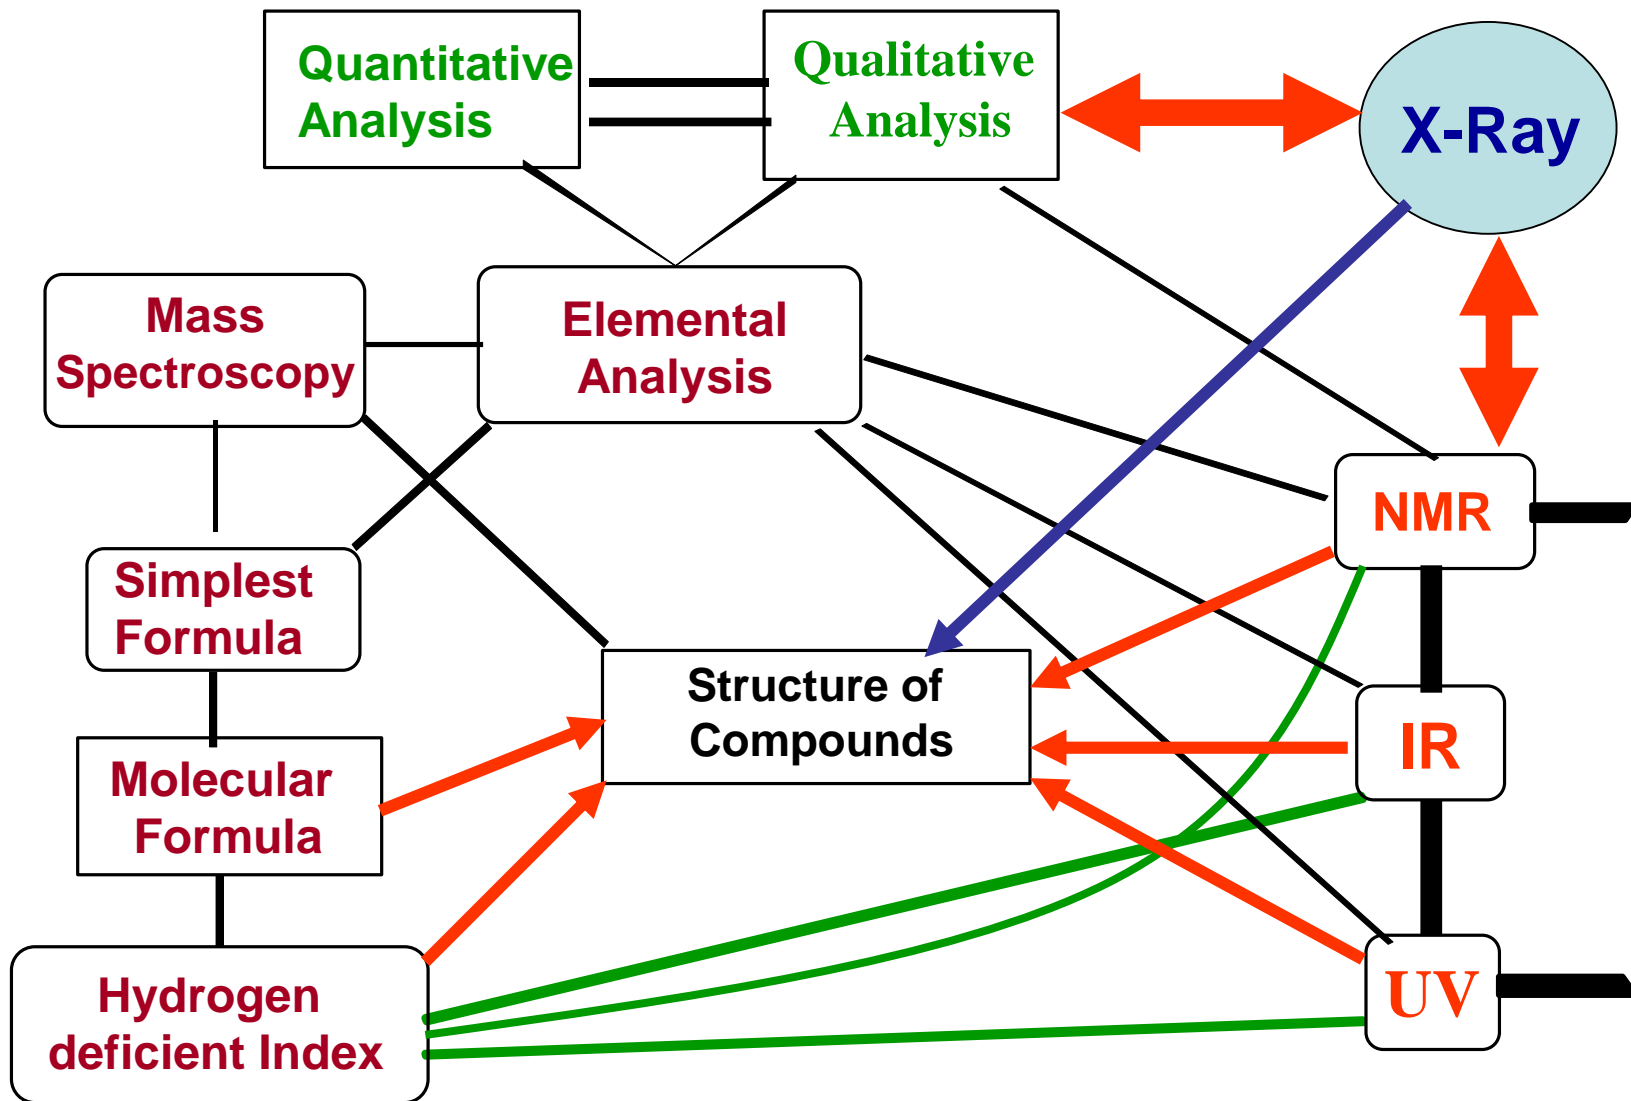 Quantitative
Analysis
Qualitative
Analysis
X-Ray
Mass
Spectroscopy
Elemental
Analysis
NMR
Simplest
Formula
Structure of
Compounds
IR
Molecular
Formula
UV
Hydrogen
deficient Index